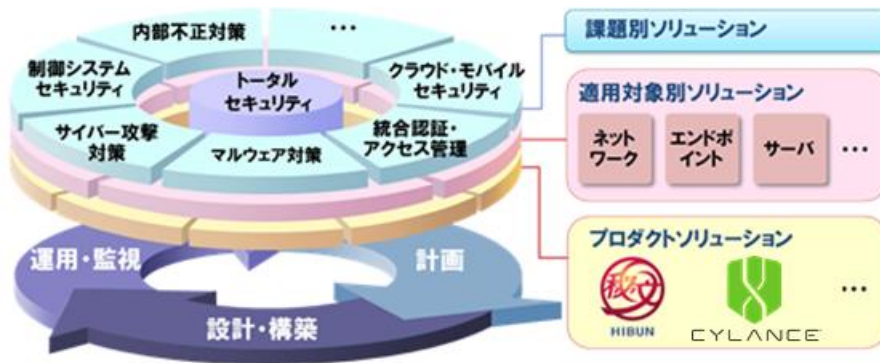 内部不正対策
・・・
制御システム
セキュリティ
トータル
セキュリティ
クラウド・モバイル
セキュリティ
サイバー攻撃
対策
マルウェア対策
統合認証・
アクセス管理
運用・監視
計画
設計・構築
課題別ソリューション
適用対象別ソリューション
ネット
ワーク
エンドポ
イント
サーバ
・・・
プロダクトソリューション
秘文
HIBUN
CYLANCE
・・・